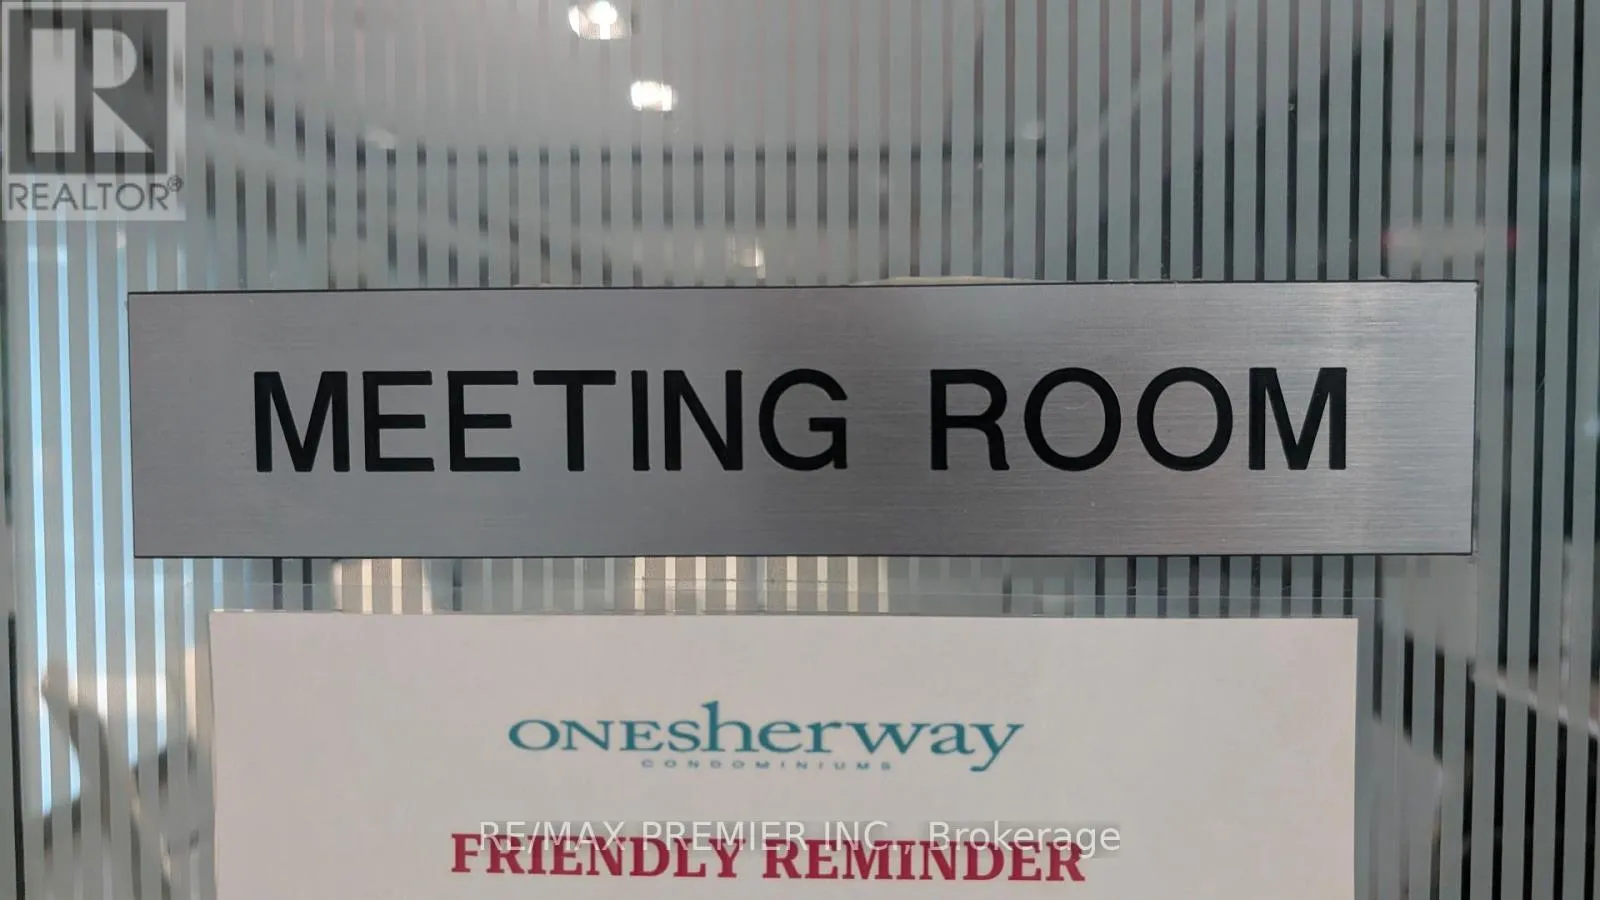 REALTOR®
MEETING ROOM
ONEsherway
CONDOMINIUMS
RE/MAX PREMIER INC., Brokerage
FRIENDLY REMINDER